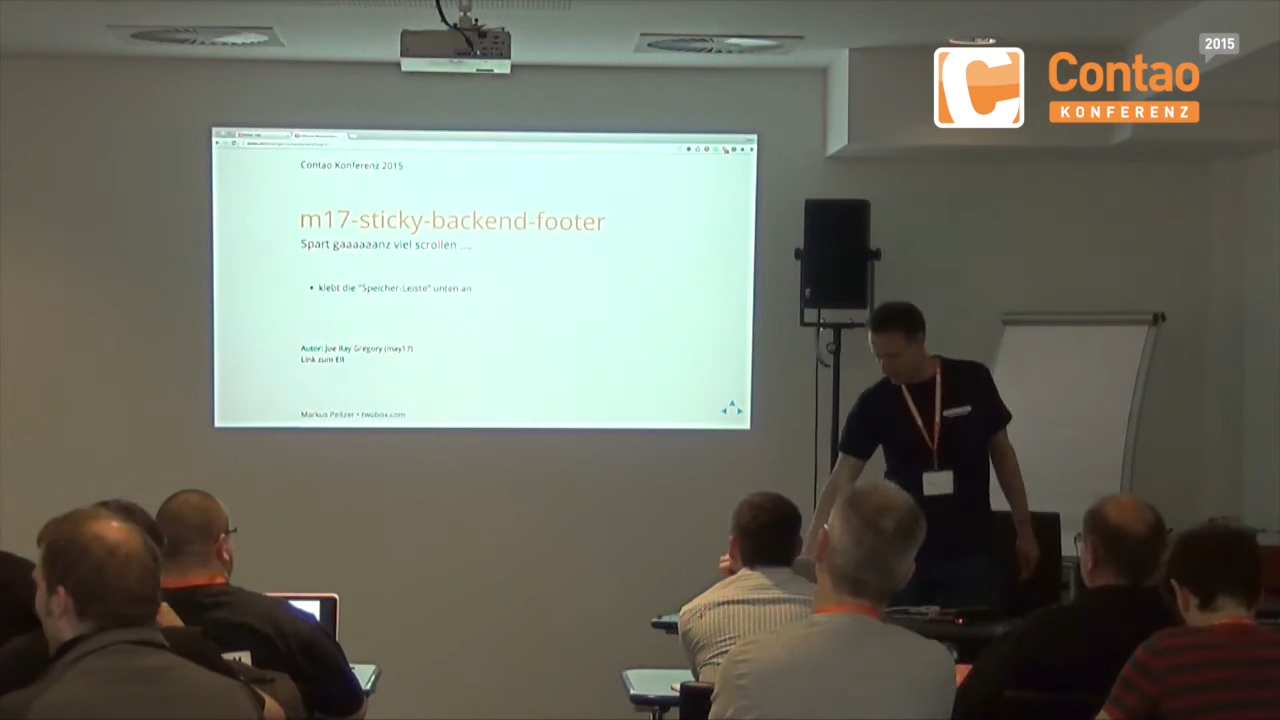 2015
Contao
KONFERENZ
Contao Konferenz 2015
m17-sticky-backend-footer
Spart gaaaaaanz viel scrollen ....
• klebt die "Speicher-Leiste" unten an
Autor: Joe Ray Gregory (may17)
Link zum ER
Markus Peltzer • twobox.com